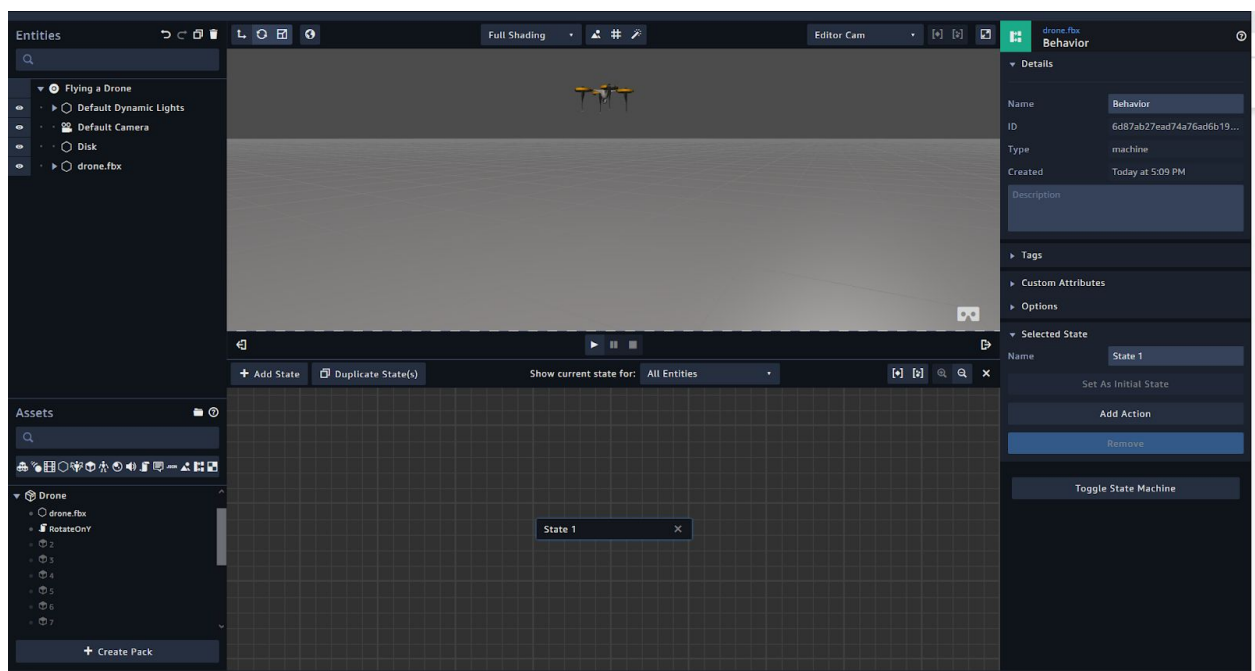 Entities
Flying a Drone
Default Dynamic Lights
Default Camera
Disk
drone.fbx
Full Shading
Editor Cam
+ Add State
Duplicate State(s)
Show current state for:
All Entities
State 1
Assets
Drone
drone.fbx
RotateOnY
2
3
4
5
6
7
+ Create Pack
drone.fbx
Behavior
Details
Name Behavior
ID 6d87ab27ead74a76ad6b19...
Type machine
Created Today at 5:09 PM
Description
Tags
Custom Attributes
Options
Selected State
Name State 1
Set As Initial State
Add Action
Remove
Toggle State Machine